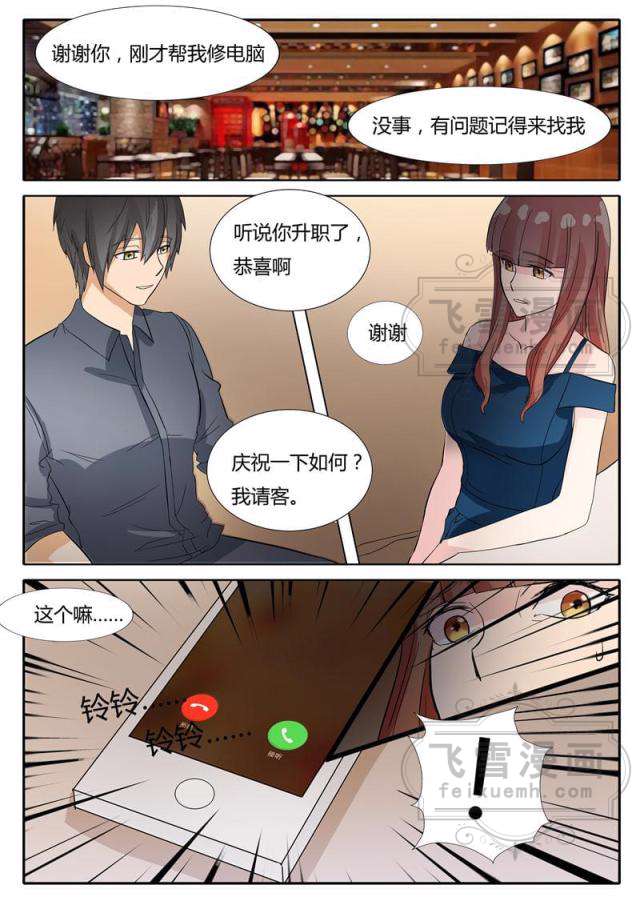 谢谢你，刚才帮我修电脑
没事，有问题记得来找我
听说你升职了，
恭喜啊
谢谢
飞雪漫画
feixuemh.com
庆祝一下如何？
我请客。
这个嘛……
铃铃……
铃铃……
接听
！
飞雪漫画
feixuemh.com